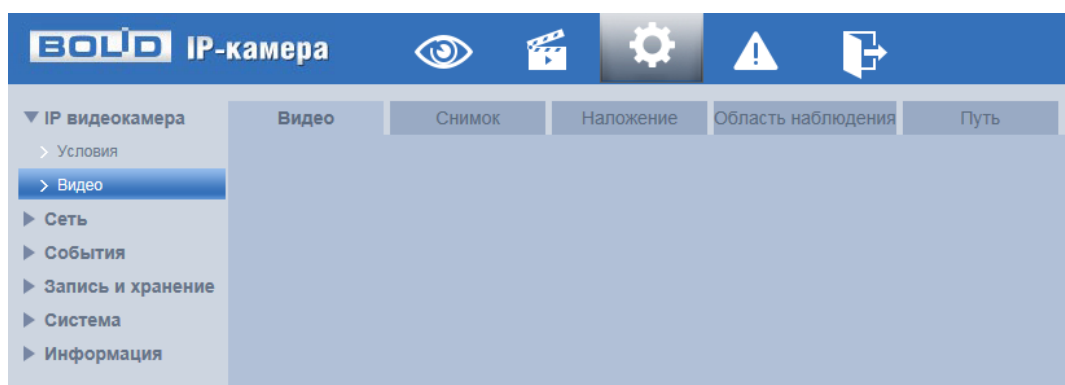 BOLID IP-камера
IP видеокамера
Условия
Видео
Сеть
События
Запись и хранение
Система
Информация
Видео Снимок Наложение Область наблюдения Путь